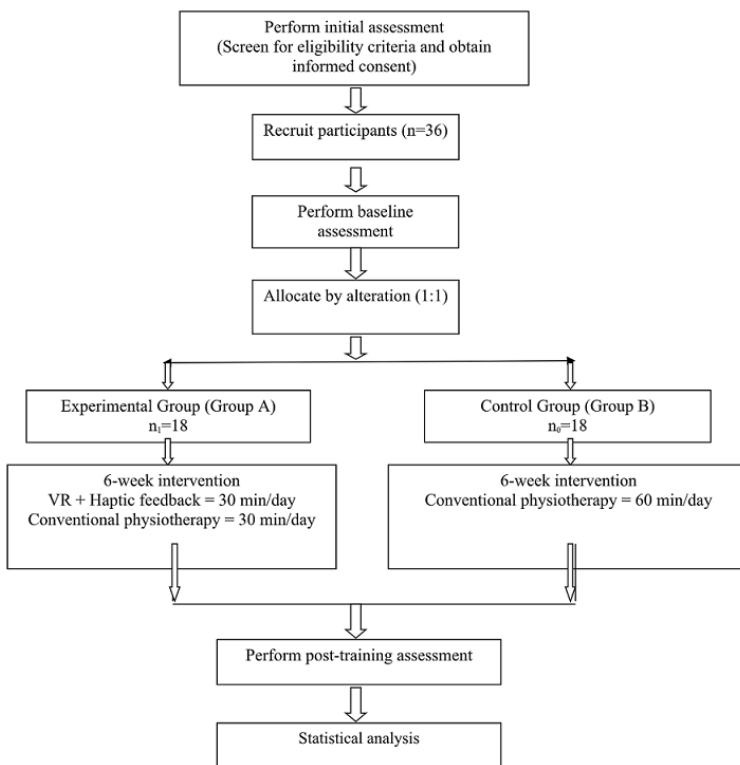 Perform initial assessment
(Screen for eligibility criteria and obtain
informed consent)
Recruit participants (n=36)
Perform baseline
assessment
Allocate by alteration (1:1)
Experimental Group (Group A)
n₁=18
Control Group (Group B)
n₀=18
6-week intervention
VR + Haptic feedback = 30 min/day
Conventional physiotherapy = 30 min/day
6-week intervention
Conventional physiotherapy = 60 min/day
Perform post-training assessment
Statistical analysis